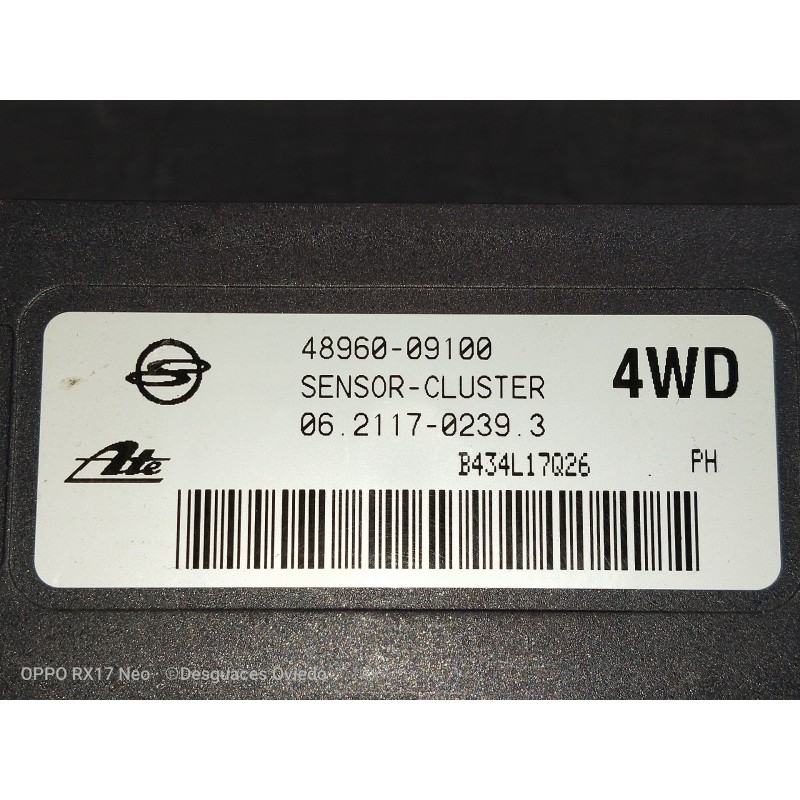 48960-09100
SENSOR-CLUSTER
4WD
06.2117-0239.3
Ate
B434L17Q26 PH
OPPO RX17 Neo · ©Desguaces Oviedo